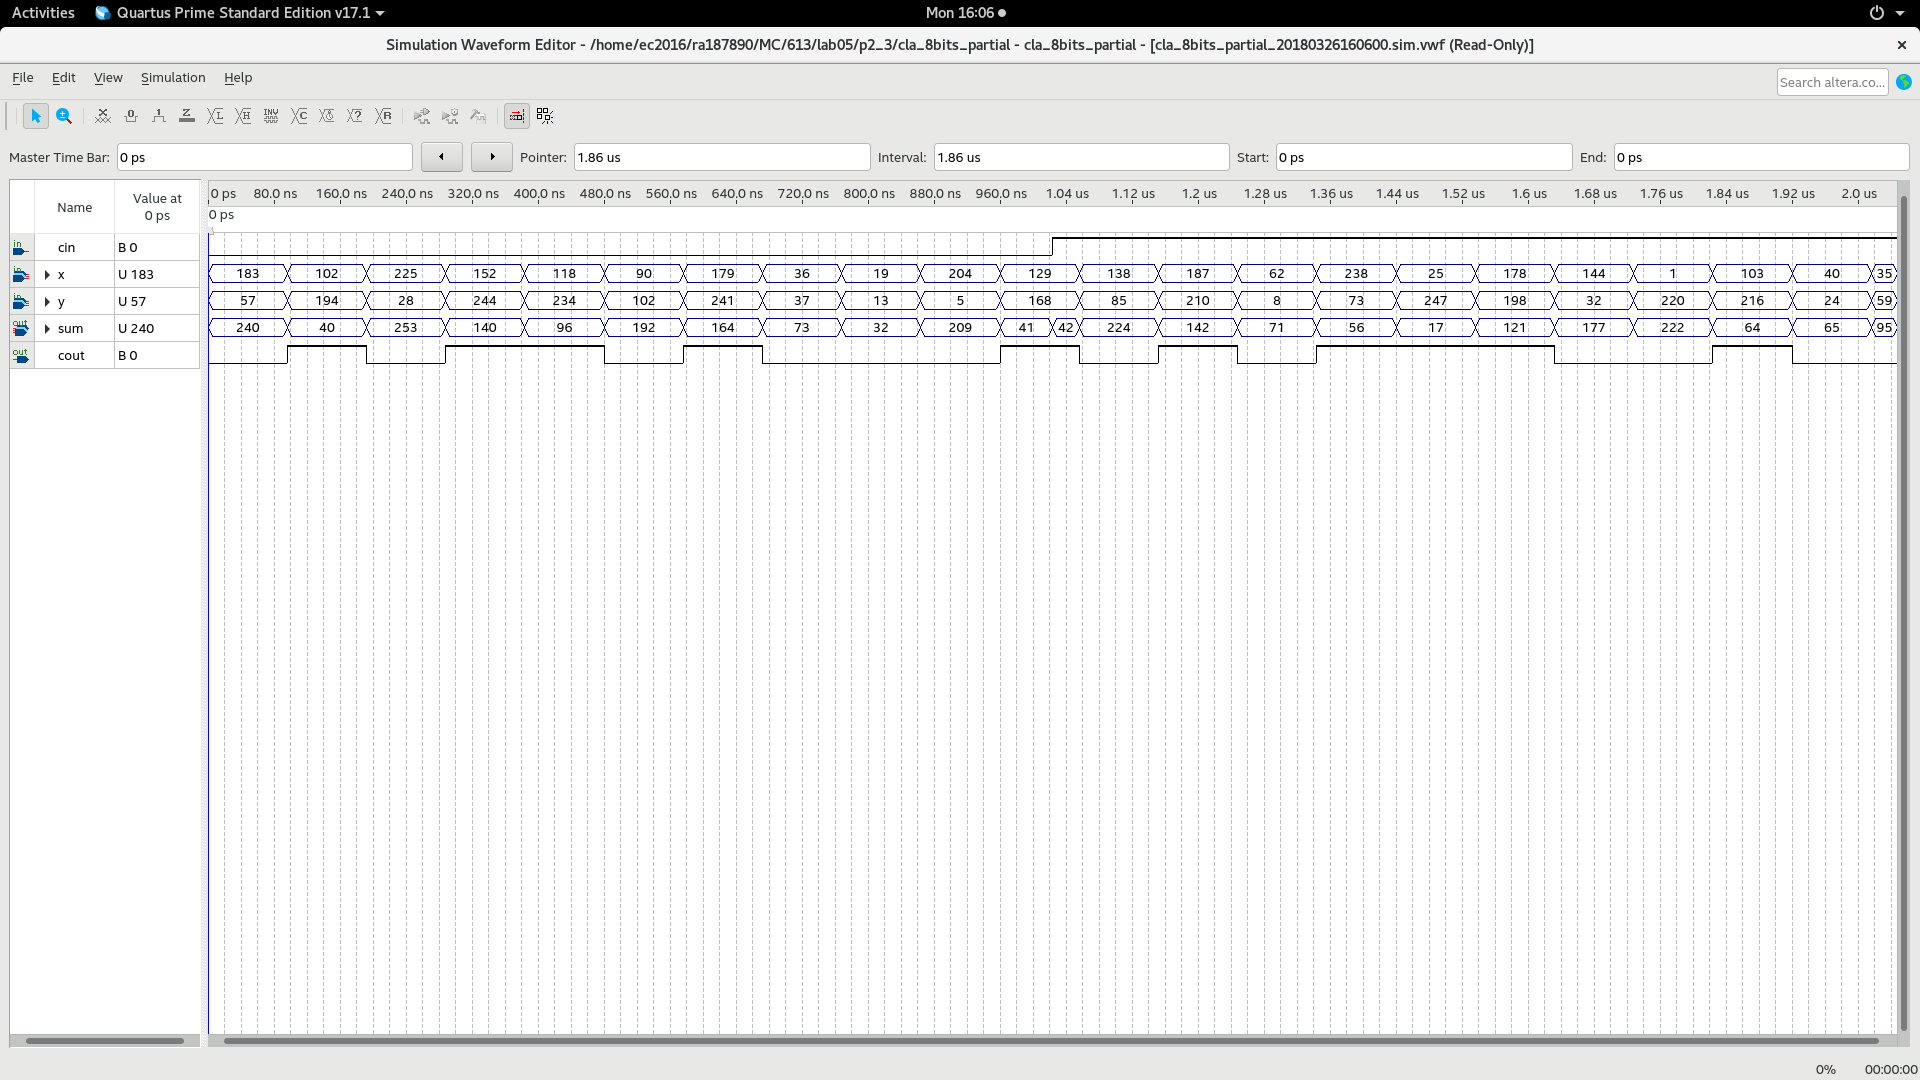 Activities Quartus Prime Standard Edition v17.1 Mon 16:06
Simulation Waveform Editor - /home/ec2016/ra187890/MC/613/lab05/p2_3/cla_8bits_partial - cla_8bits_partial - [cla_8bits_partial_20180326160600.sim.vwf (Read-Only)]
File Edit View Simulation Help Search altera.co...
Master Time Bar: 0 ps Pointer: 1.86 us Interval: 1.86 us Start: 0 ps End: 0 ps
Name Value at 0 ps
0 ps 80.0 ns 160.0 ns 240.0 ns 320.0 ns 400.0 ns 480.0 ns 560.0 ns 640.0 ns 720.0 ns 800.0 ns 880.0 ns 960.0 ns 1.04 us 1.12 us 1.2 us 1.28 us 1.36 us 1.44 us 1.52 us 1.6 us 1.68 us 1.76 us 1.84 us 1.92 us 2.0 us
0 ps
in cin B 0
in x U 183 183 102 225 152 118 90 179 36 19 204 129 138 187 62 238 25 178 144 1 103 40 35
in y U 57 57 194 28 244 234 102 241 37 13 5 168 85 210 8 73 247 198 32 220 216 24 59
out sum U 240 240 40 253 140 96 192 164 73 32 209 41 42 224 142 71 56 17 121 177 222 64 65 95
out cout B 0
0% 00:00:00